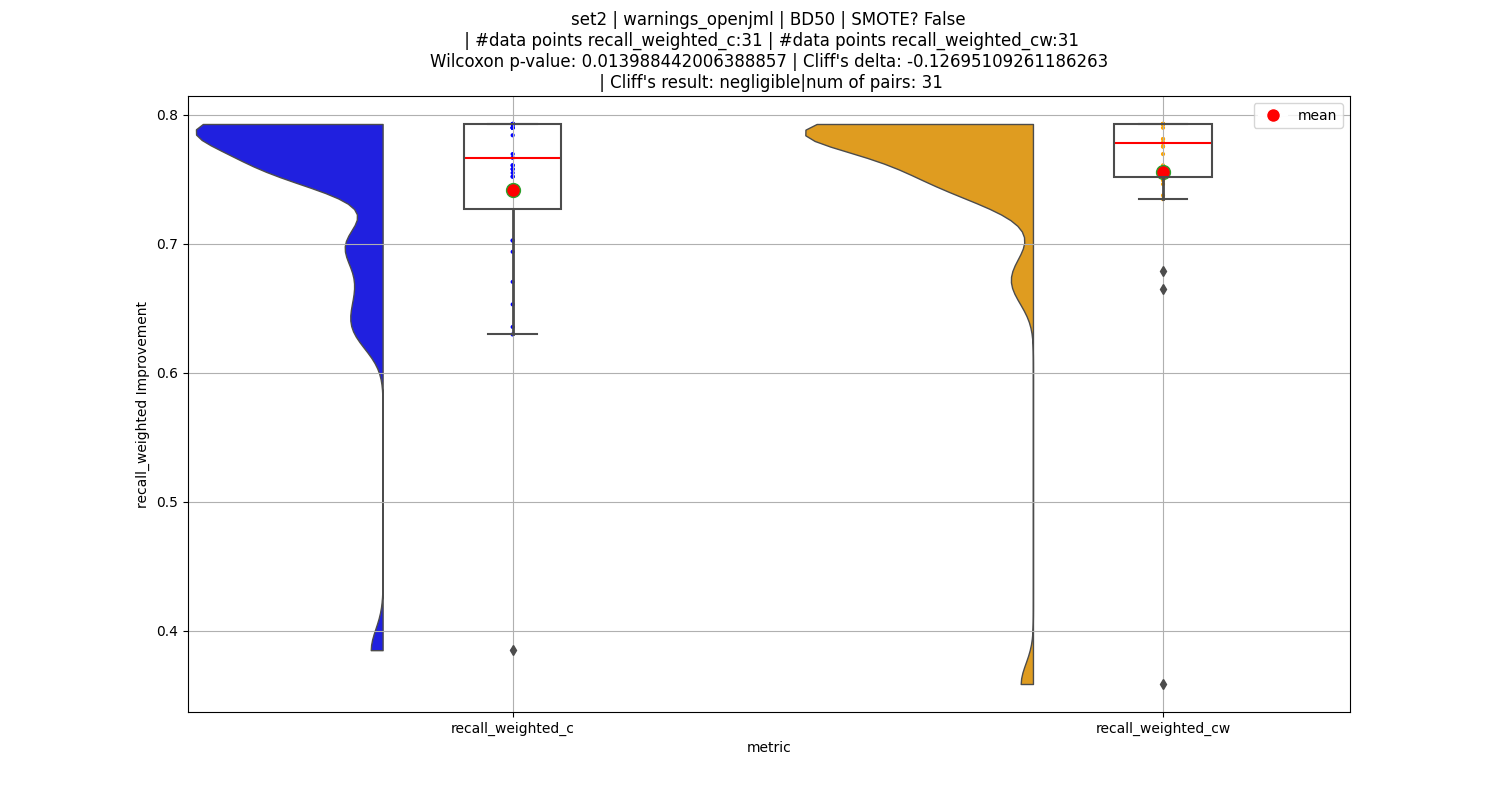 set2 | warnings_openjml | BD50 | SMOTE? False
| #data points recall_weighted_c:31 | #data points recall_weighted_cw:31
Wilcoxon p-value: 0.013988442006388857 | Cliff's delta: -0.12695109261186263
| Cliff's result: negligible|num of pairs: 31
mean
0.8
0.7
0.6
0.5
0.4
recall_weighted Improvement
recall_weighted_c
recall_weighted_cw
metric